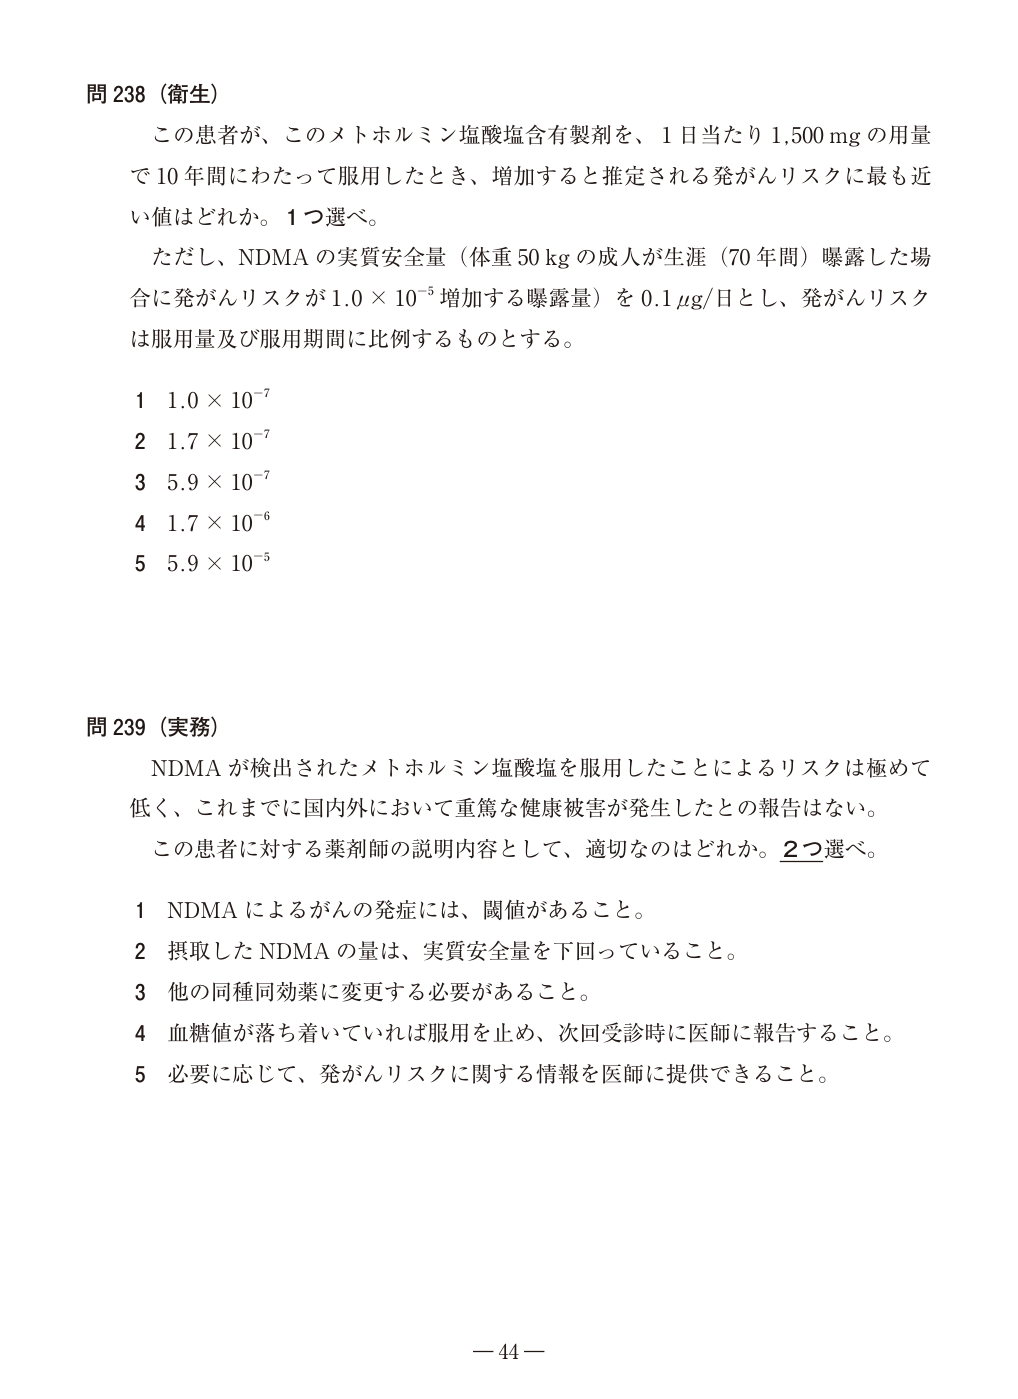 問 238（衛生）
この患者が、このメトホルミン塩酸塩含有製剤を、1日当たり 1,500 mg の用量
で 10 年間にわたって服用したとき、増加すると推定される発がんリスクに最も近
い値はどれか。1つ選べ。
ただし、NDMA の実質安全量（体重 50 kg の成人が生涯（70 年間）曝露した場
合に発がんリスクが 1.0 × 10⁻⁵ 増加する曝露量）を 0.1 μg/日とし、発がんリスク
は服用量及び服用期間に比例するものとする。
1 1.0 × 10⁻⁷
2 1.7 × 10⁻⁷
3 5.9 × 10⁻⁷
4 1.7 × 10⁻⁶
5 5.9 × 10⁻⁵
問 239（実務）
NDMA が検出されたメトホルミン塩酸塩を服用したことによるリスクは極めて
低く、これまでに国内外において重篤な健康被害が発生したとの報告はない。
この患者に対する薬剤師の説明内容として、適切なのはどれか。2つ選べ。
1 NDMA によるがんの発症には、閾値があること。
2 摂取した NDMA の量は、実質安全量を下回っていること。
3 他の同種同効薬に変更する必要があること。
4 血糖値が落ち着いていれば服用を止め、次回受診時に医師に報告すること。
5 必要に応じて、発がんリスクに関する情報を医師に提供できること。
— 44 —